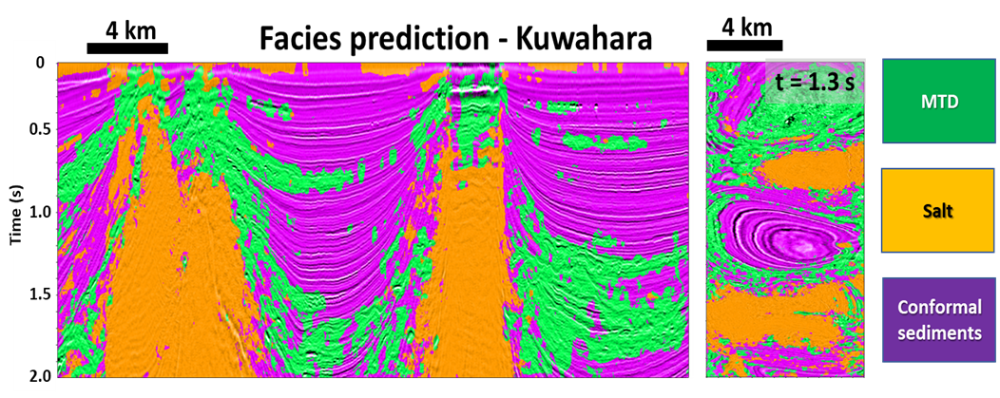 4 km
Facies prediction - Kuwahara
4 km
0
0.5
1.0
1.5
2.0
Time (s)
t = 1.3 s
MTD
Salt
Conformal
sediments